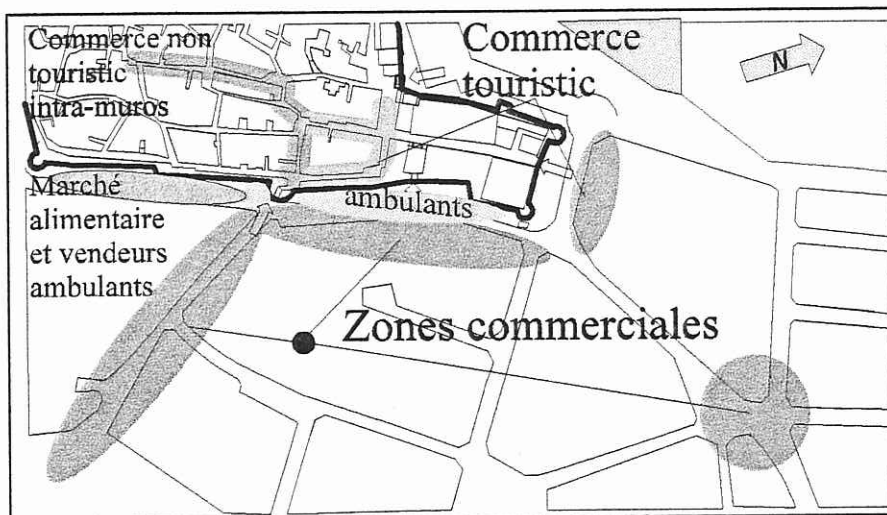 Commerce non
touristic
intra-muros
Commerce
touristic
N
Marché
alimentaire
et vendeurs
ambulants
ambulants
Zones commerciales